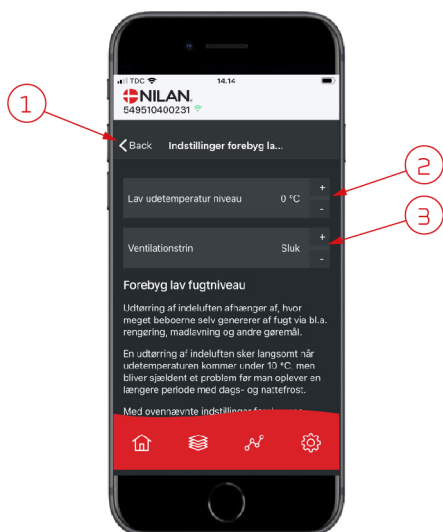 TDC 14.14
NILAN.
549510400231
Back Indstillinger forebyg la...
1
Lav udetemperatur niveau 0 °C + -
2
Ventilationstrin Sluk + -
3
Forebyg lav fugtniveau
Udtørring af indeluften afhænger af, hvor
meget beboerne selv genererer af fugt via bl.a.
rengøring, madlavning og andre gøremål.
En udtørring af indeluften sker langsomt når
udetemperaturen kommer under 10 °C, men
bliver sjældent et problem før man oplever en
længere periode med dags- og nattefrost.
Med ovennævnte indstillinger